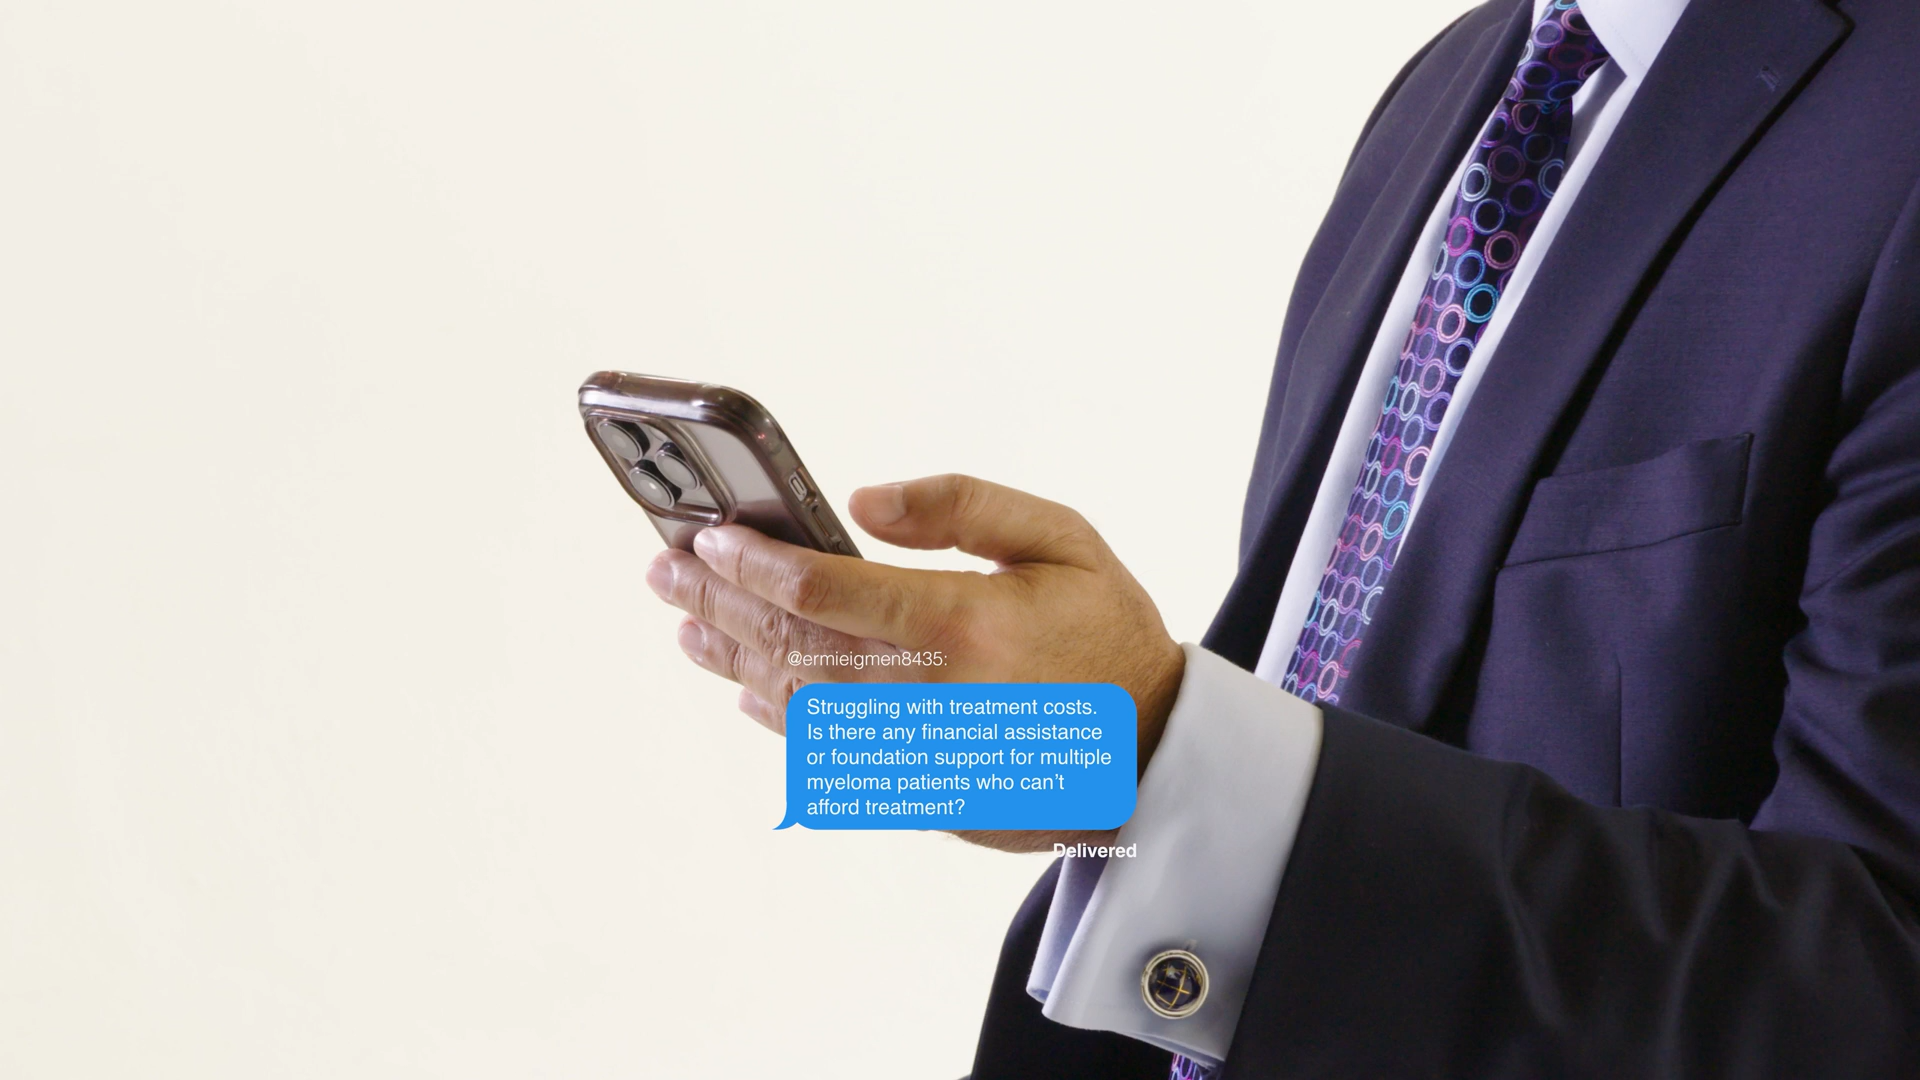 @ermieigmen8435:
Struggling with treatment costs.
Is there any financial assistance
or foundation support for multiple
myeloma patients who can’t
afford treatment?
Delivered